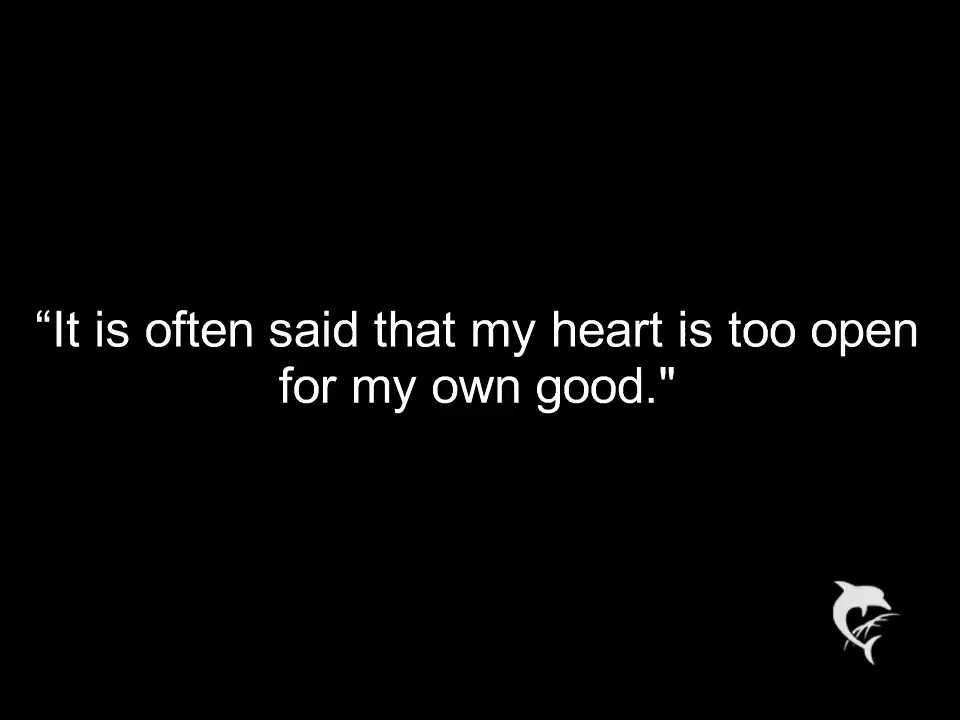 “It is often said that my heart is too open
for my own good."